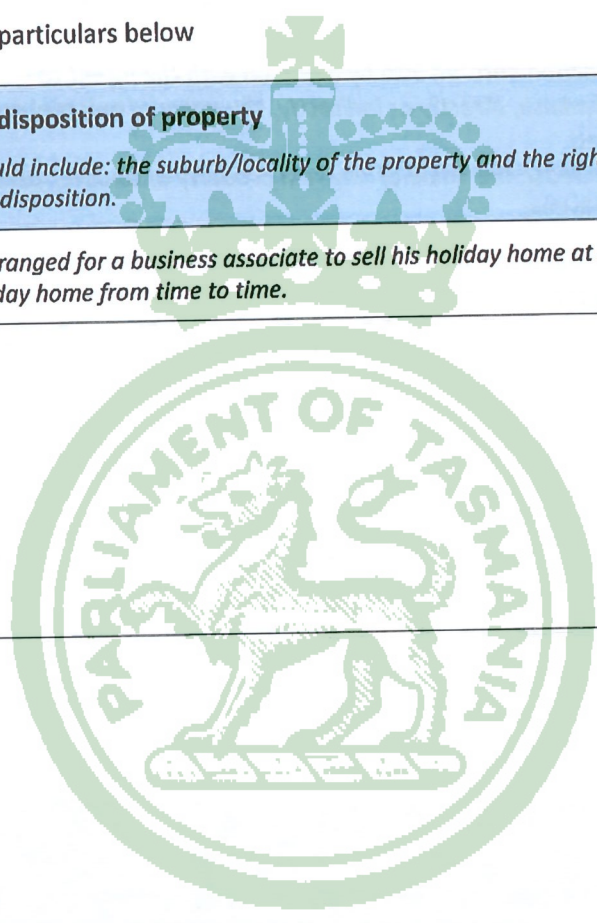 particulars below
disposition of property
uld include: the suburb/locality of the property and the righ
disposition.
ranged for a business associate to sell his holiday home at
day home from time to time.
PARLIAMENT OF TASMANIA